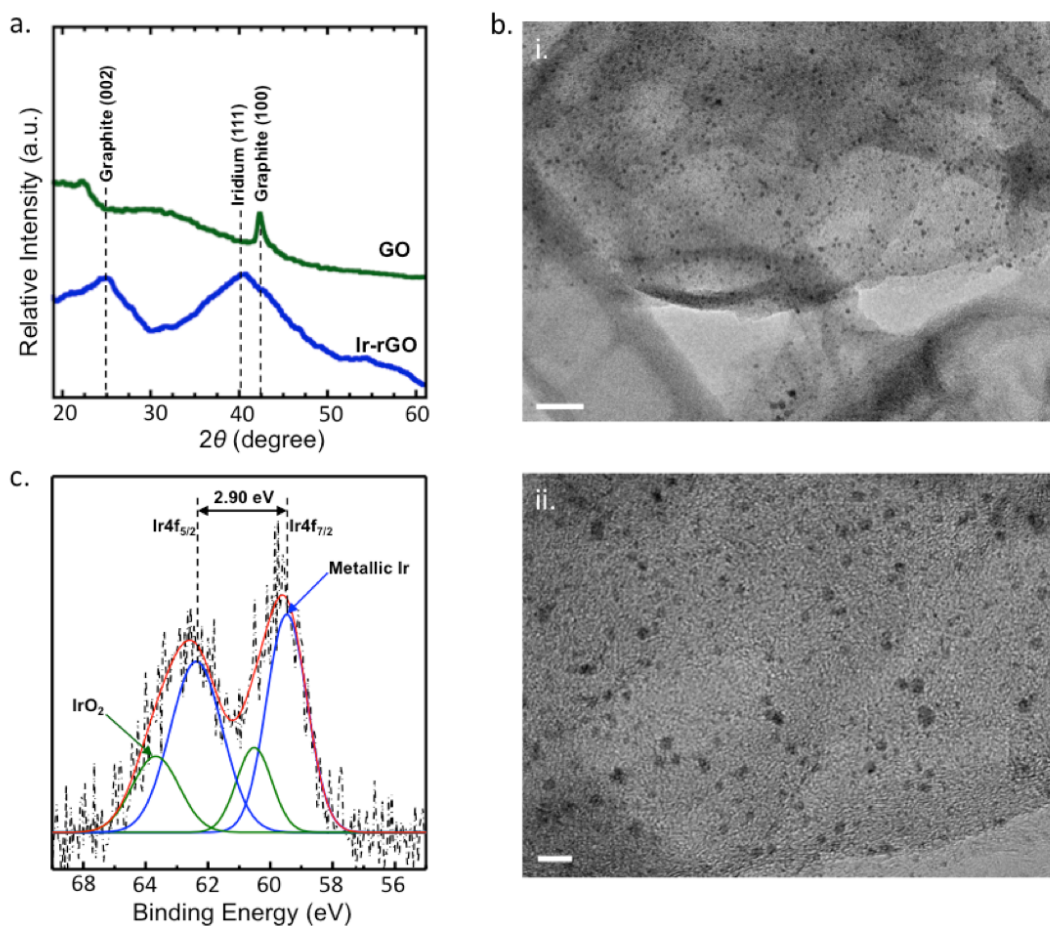 a.
Relative Intensity (a.u.)
Graphite (002)
Iridium (111)
Graphite (100)
GO
Ir-rGO
20 30 40 50 60
2θ (degree)
b.
i.
ii.
c.
2.90 eV
Ir4f5/2
Ir4f7/2
Metallic Ir
IrO2
68 66 64 62 60 58 56
Binding Energy (eV)